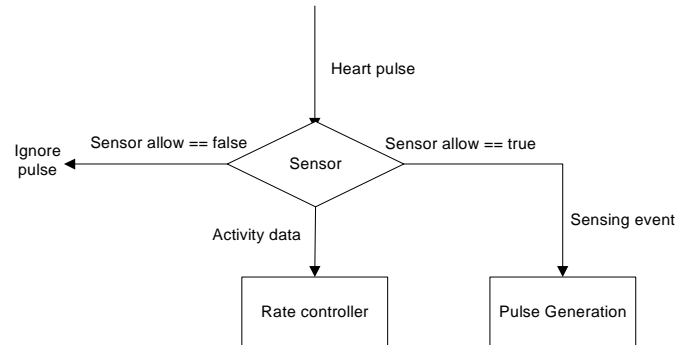 Heart pulse
Sensor allow == false
Sensor allow == true
Ignore
pulse
Sensor
Activity data
Sensing event
Rate controller
Pulse Generation